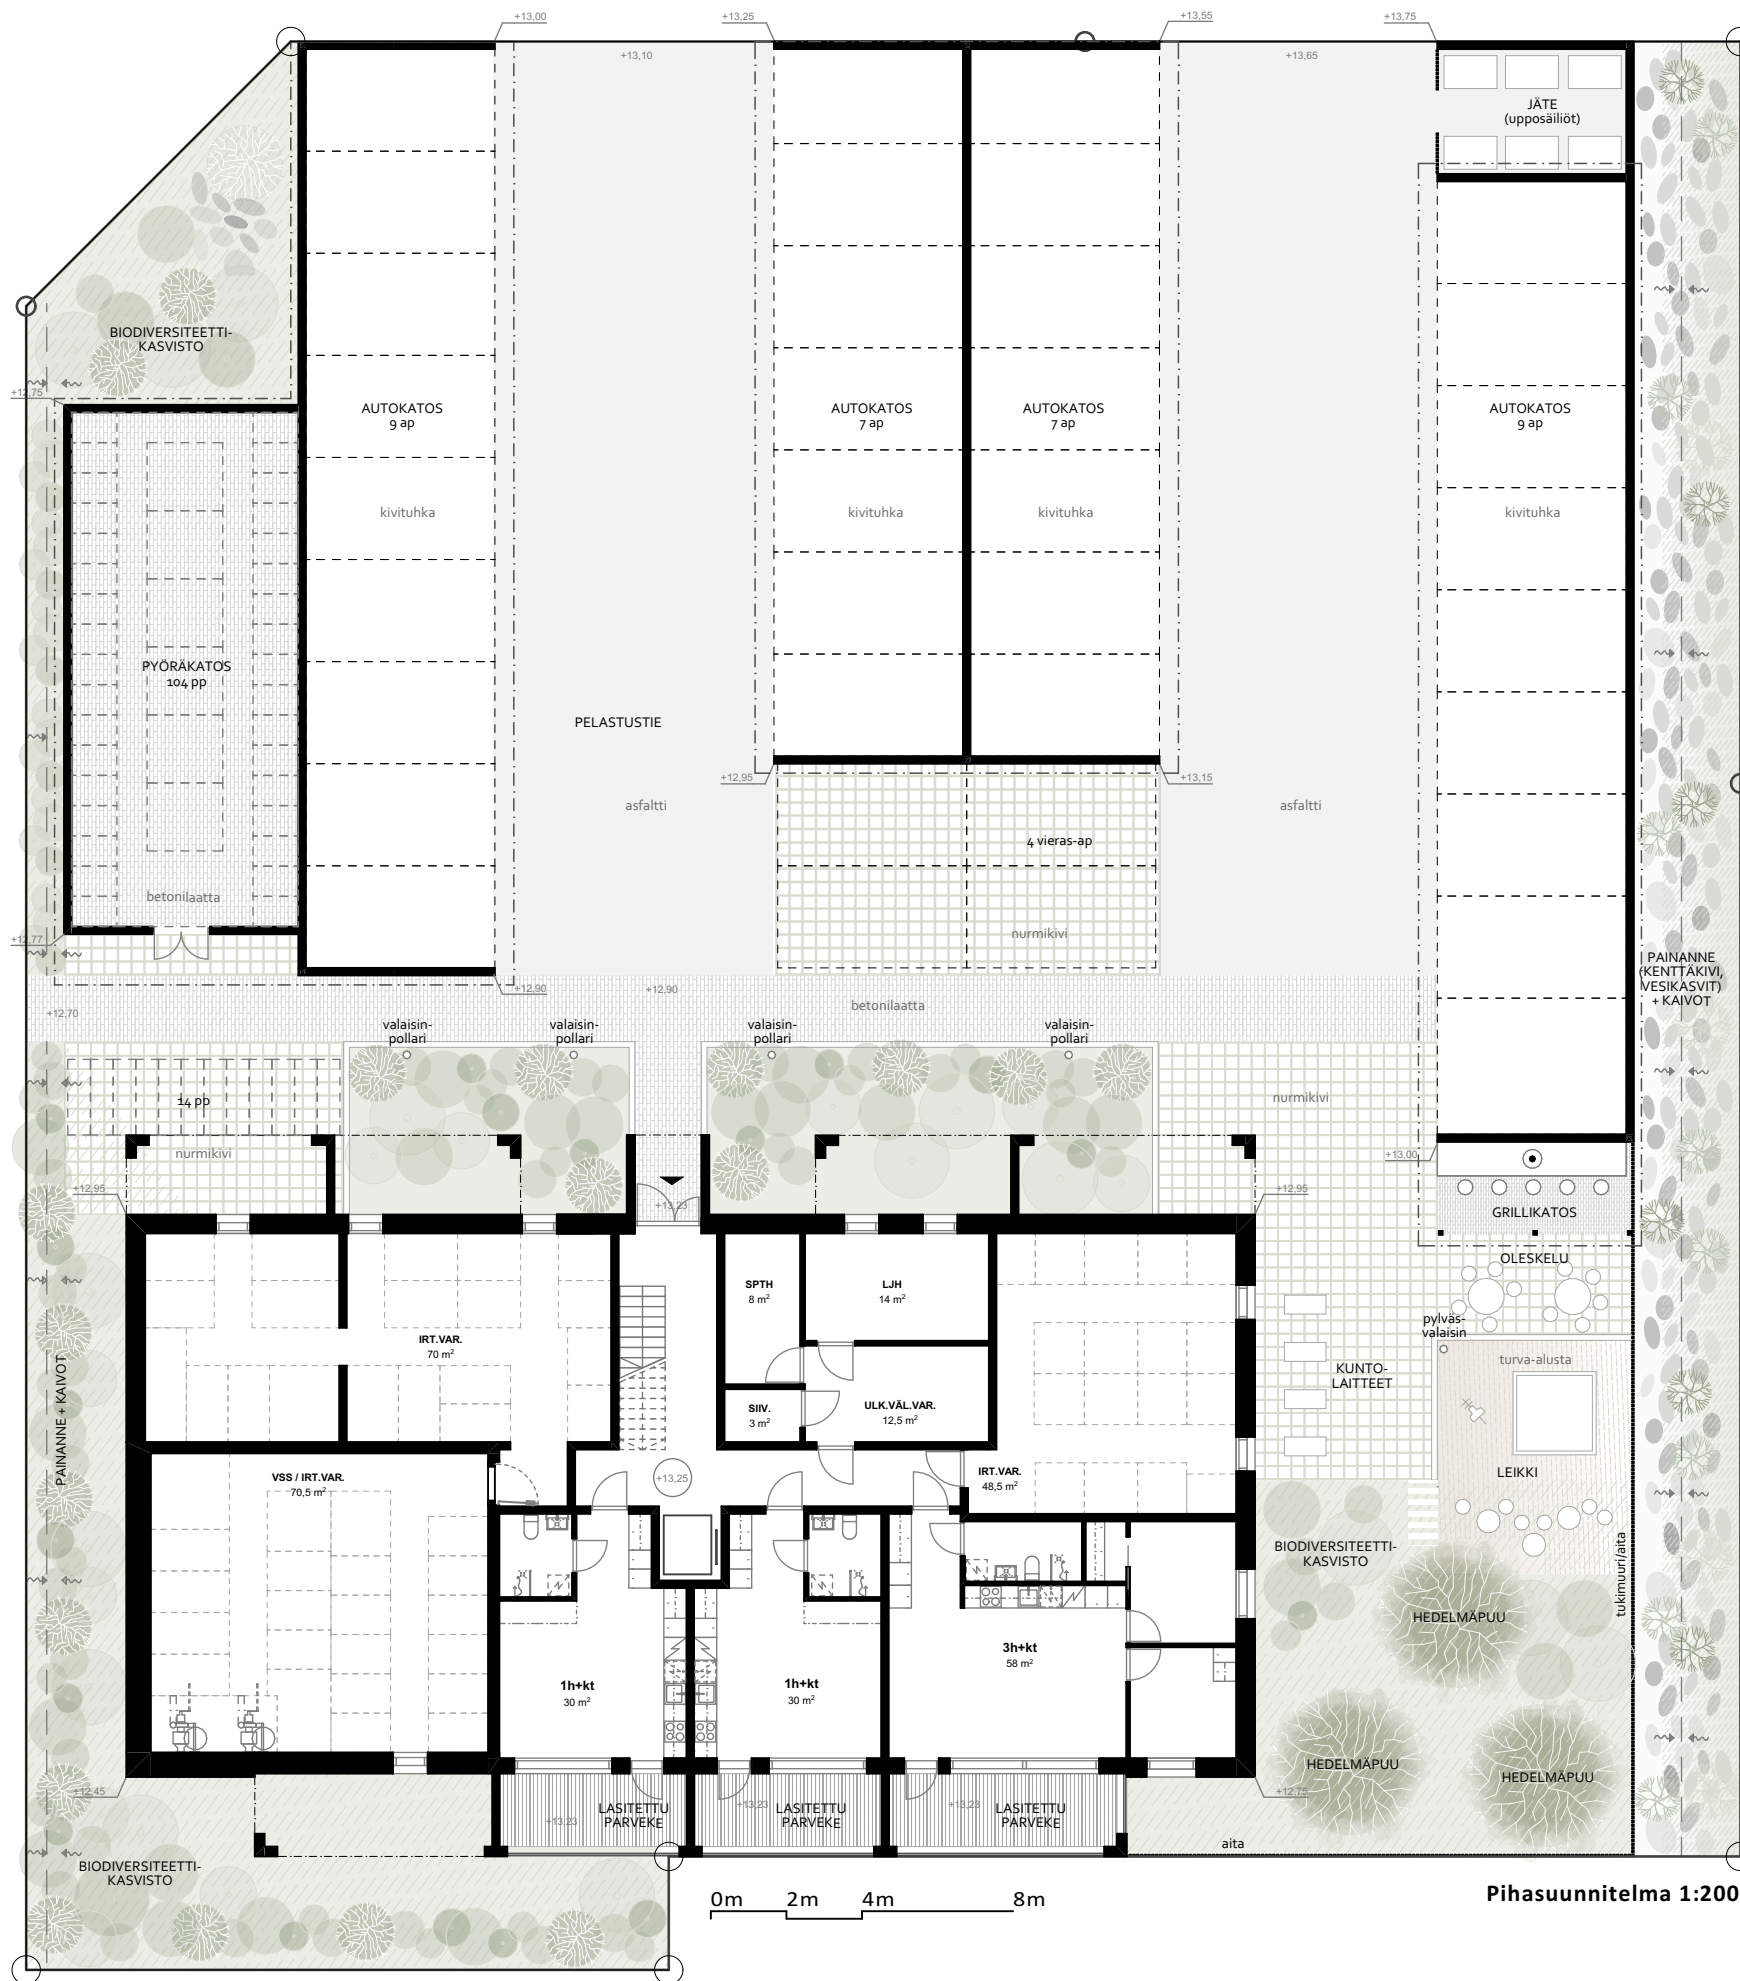 +13,00
+13,25
+13,55
+13,75
+13,10
+13,65
JÄTE
(upposäiliöt)
BIODIVERSITEETTI-
KASVISTO
+12,75
AUTOKATOS
9 ap
AUTOKATOS
7 ap
AUTOKATOS
7 ap
AUTOKATOS
9 ap
kivituhka
kivituhka
kivituhka
kivituhka
PYÖRÄKATOS
104 pp
PELASTUSTIE
+12,95
+13,15
asfaltti
asfaltti
4 vieras-ap
betonilaatta
nurmikivi
+12,77
PAINANNE
(KENTTÄKIVI,
VESIKASVIT)
+ KAIVOT
+12,90
+12,90
betonilaatta
+12,70
valaisin-
pollari
valaisin-
pollari
valaisin-
pollari
valaisin-
pollari
14 pp
nurmikivi
nurmikivi
+13,00
+12,95
+12,95
+13,23
GRILLIKATOS
OLESKELU
SPTH
8 m²
LJH
14 m²
IRT.VAR.
70 m²
pylväs-
valaisin
turva-alusta
KUNTO-
LAITTEET
PAINANNE + KAIVOT
SIIV.
3 m²
ULK.VÄL.VAR.
12,5 m²
VSS / IRT.VAR.
70,5 m²
+13,25
IRT.VAR.
48,5 m²
LEIKKI
BIODIVERSITEETTI-
KASVISTO
tukimuuri/aita
HEDELMÄPUU
3h+kt
58 m²
1h+kt
30 m²
1h+kt
30 m²
HEDELMÄPUU
HEDELMÄPUU
+12,45
+12,75
+13,23
LASITETTU
PARVEKE
+13,23
LASITETTU
PARVEKE
+13,23
LASITETTU
PARVEKE
aita
BIODIVERSITEETTI-
KASVISTO
0m 2m 4m 8m
Pihasuunnitelma 1:200